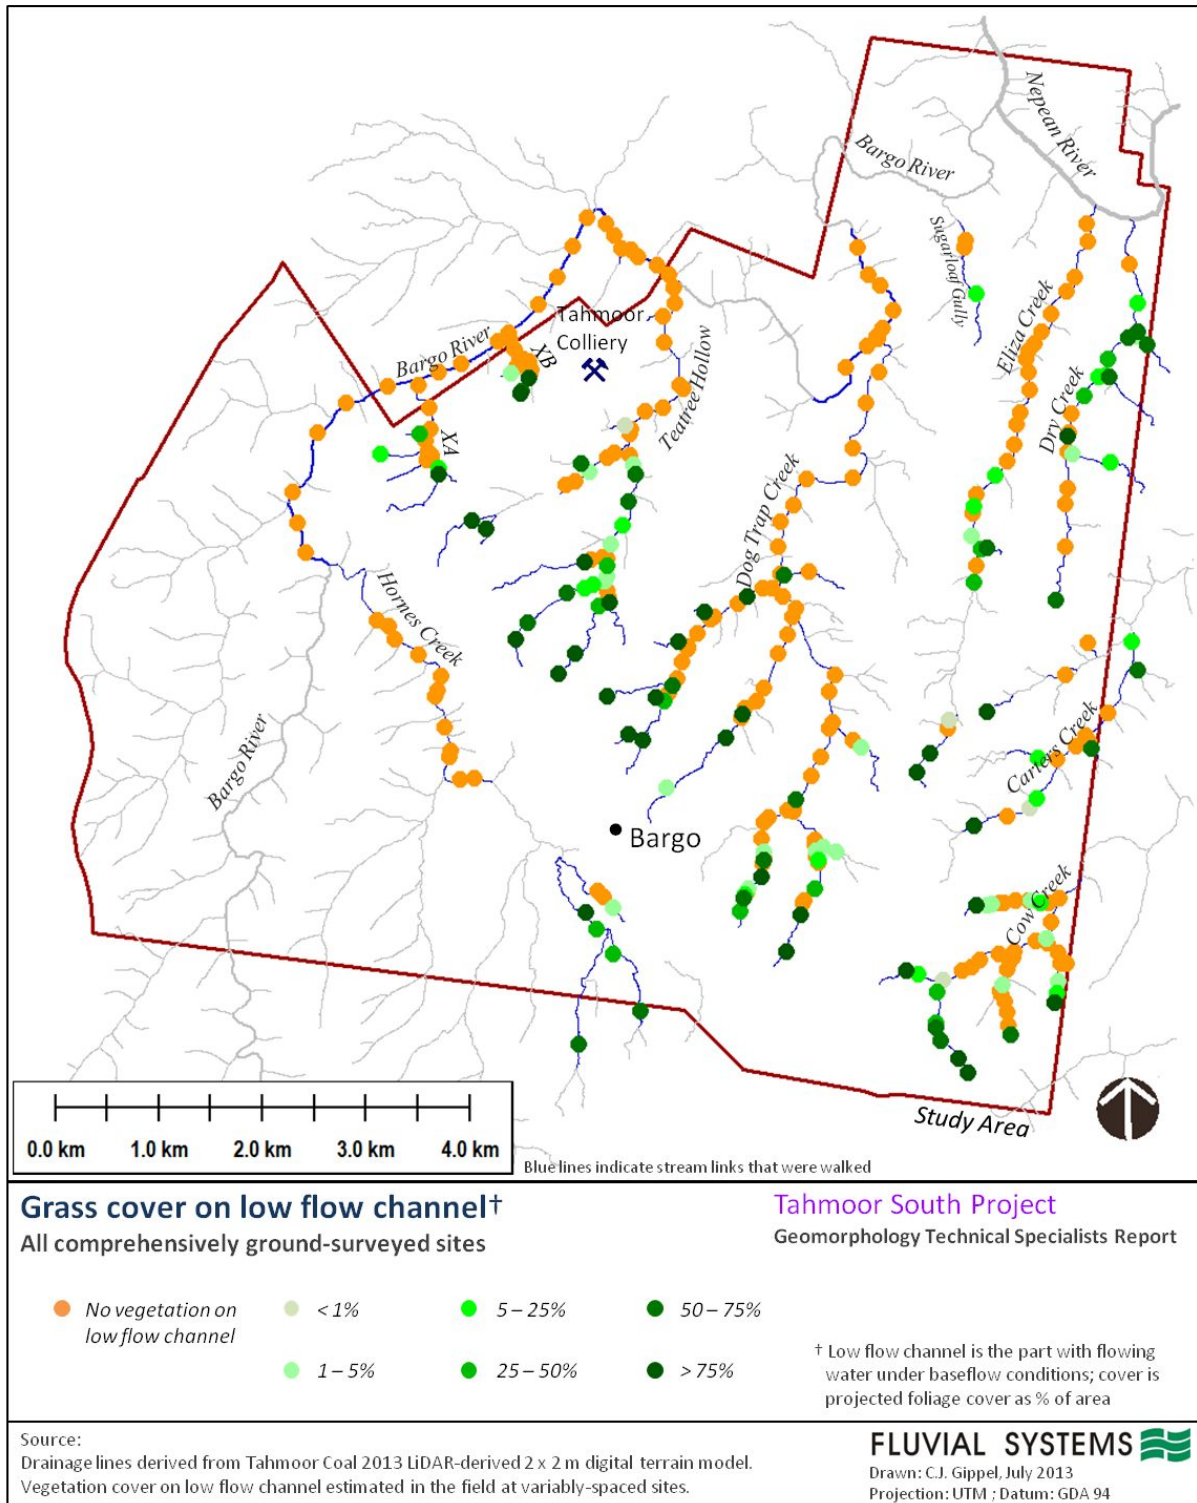 Nepean River
Bargo River
Sugarloaf Gully
Eliza Creek
Tahmoor
Colliery
Bargo River
XB
Teatree Hollow
Dry Creek
XA
Dog Trap Creek
Hornes Creek
Bargo River
Carters Creek
Bargo
Cow Creek
Study Area
0.0 km 1.0 km 2.0 km 3.0 km 4.0 km
Blue lines indicate stream links that were walked
Grass cover on low flow channel†
All comprehensively ground-surveyed sites
Tahmoor South Project
Geomorphology Technical Specialists Report
No vegetation on
low flow channel
< 1%
1 – 5%
5 – 25%
25 – 50%
50 – 75%
> 75%
† Low flow channel is the part with flowing
water under baseflow conditions; cover is
projected foliage cover as % of area
Source:
Drainage lines derived from Tahmoor Coal 2013 LiDAR-derived 2 x 2 m digital terrain model.
Vegetation cover on low flow channel estimated in the field at variably-spaced sites.
FLUVIAL SYSTEMS
Drawn: C.J. Gippel, July 2013
Projection: UTM ; Datum: GDA 94